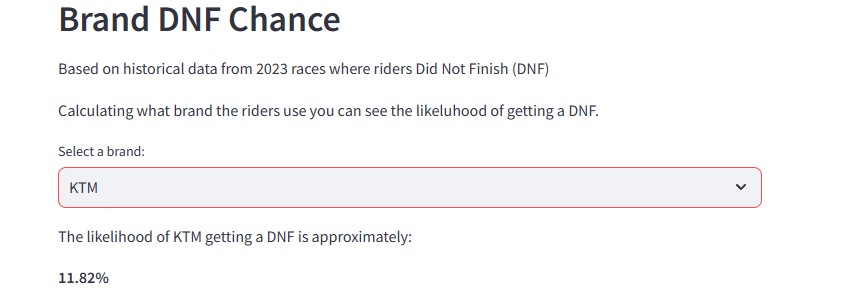 Brand DNF Chance
Based on historical data from 2023 races where riders Did Not Finish (DNF)
Calculating what brand the riders use you can see the likeluhood of getting a DNF.
Select a brand:
KTM
The likelihood of KTM getting a DNF is approximately:
11.82%